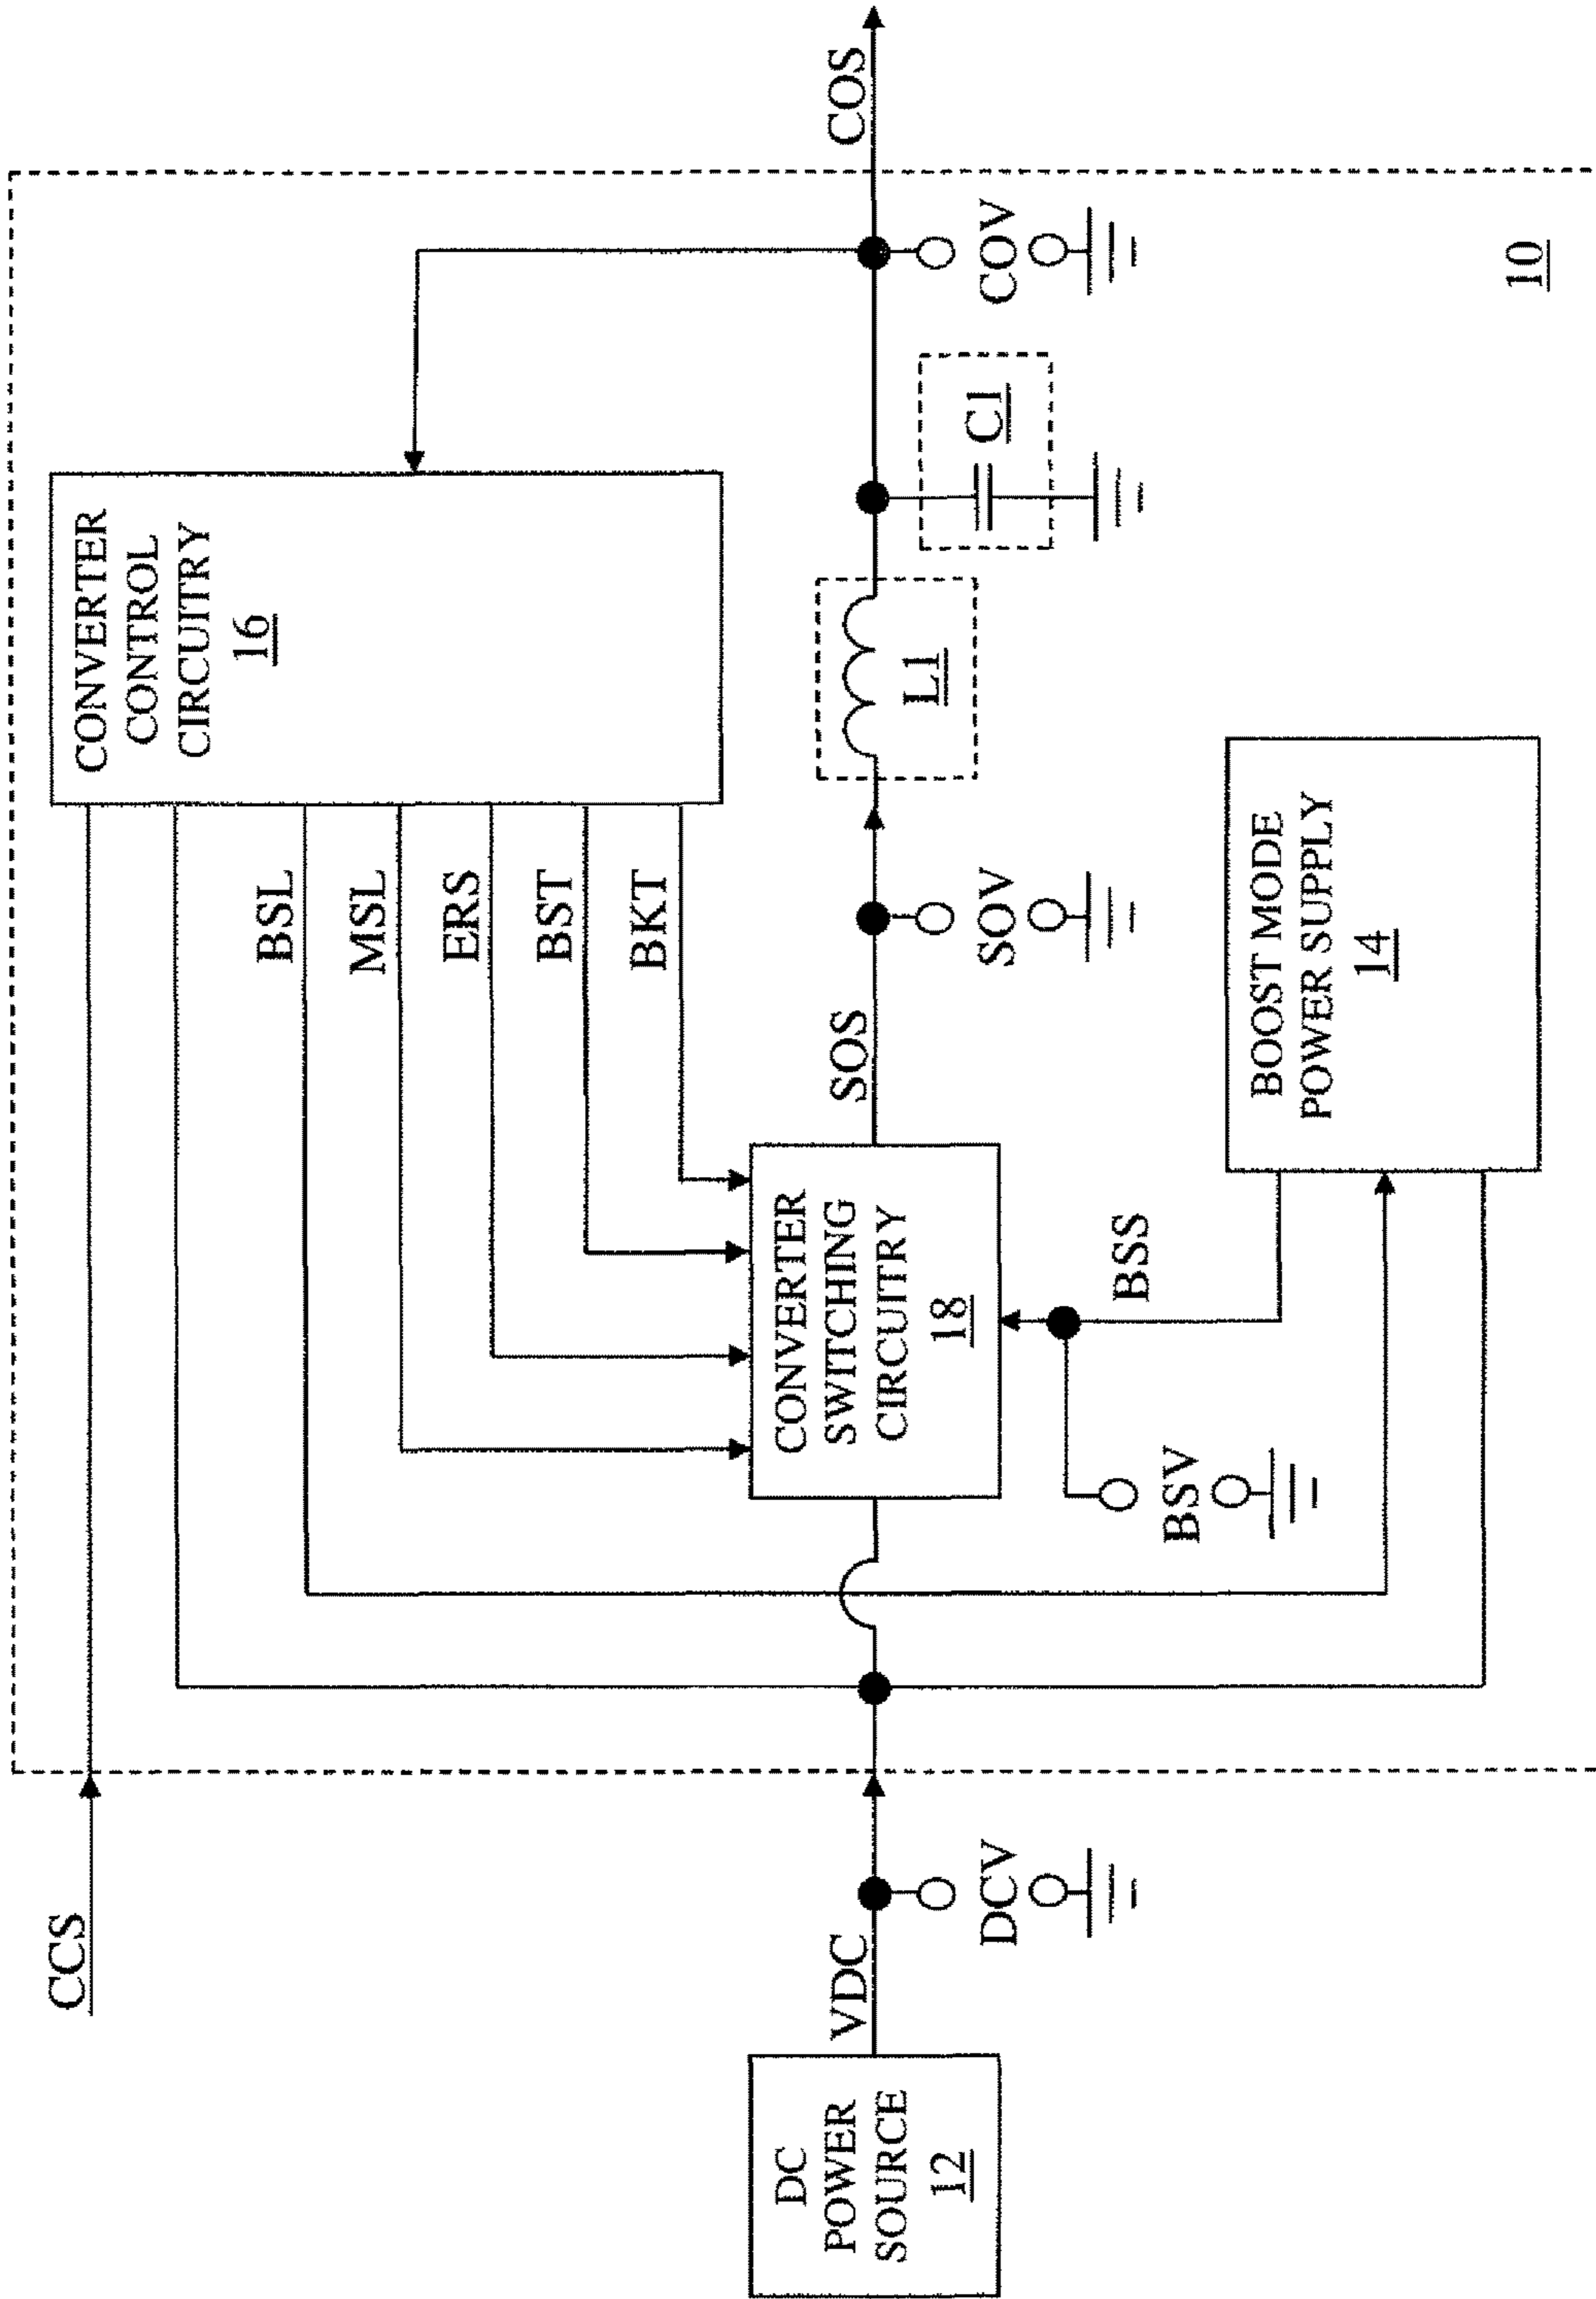 CCS
CONVERTER
CONTROL
CIRCUITRY
16
BSL
MSL
ERS
BST
BKT
DC
POWER
SOURCE
12
VDC
DCV
CONVERTER
SWITCHING
CIRCUITRY
18
SOS
SOV
L1
C1
COV
COS
BSV
BSS
BOOST MODE
POWER SUPPLY
14
10